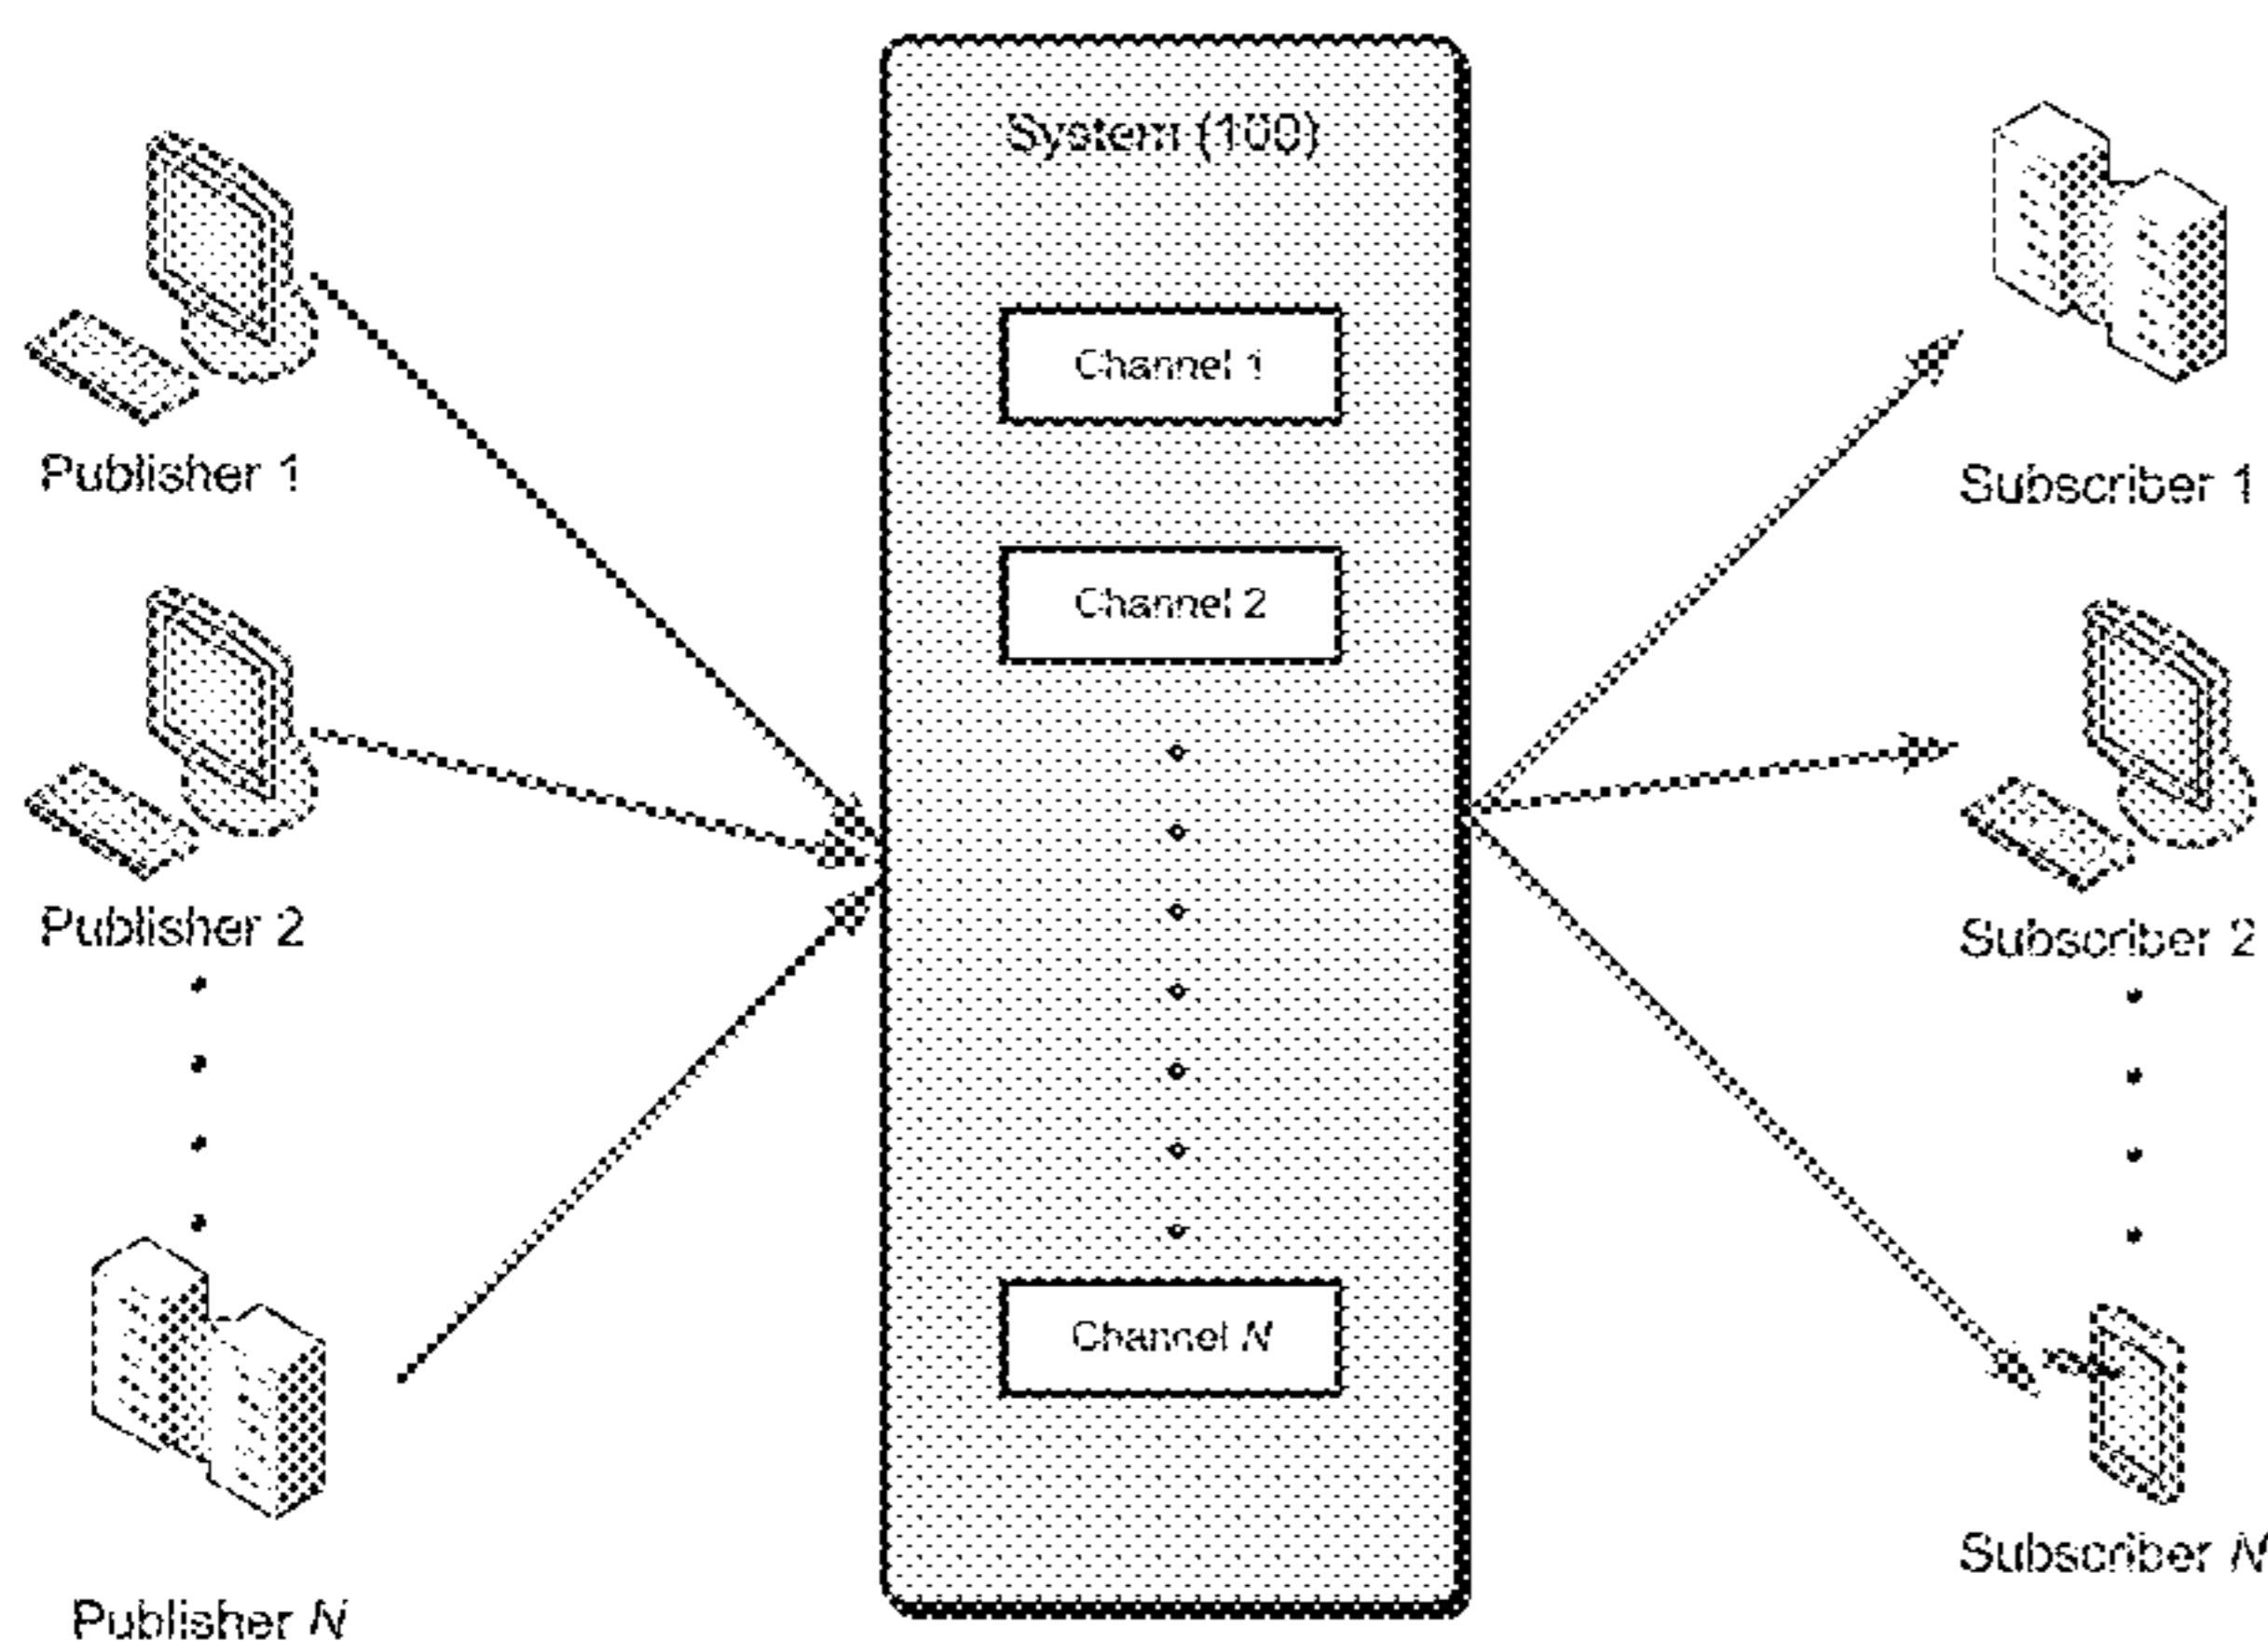 System (100)
Channel 1
Channel 2
Channel N
Publisher 1
Publisher 2
Publisher N
Subscriber 1
Subscriber 2
Subscriber N